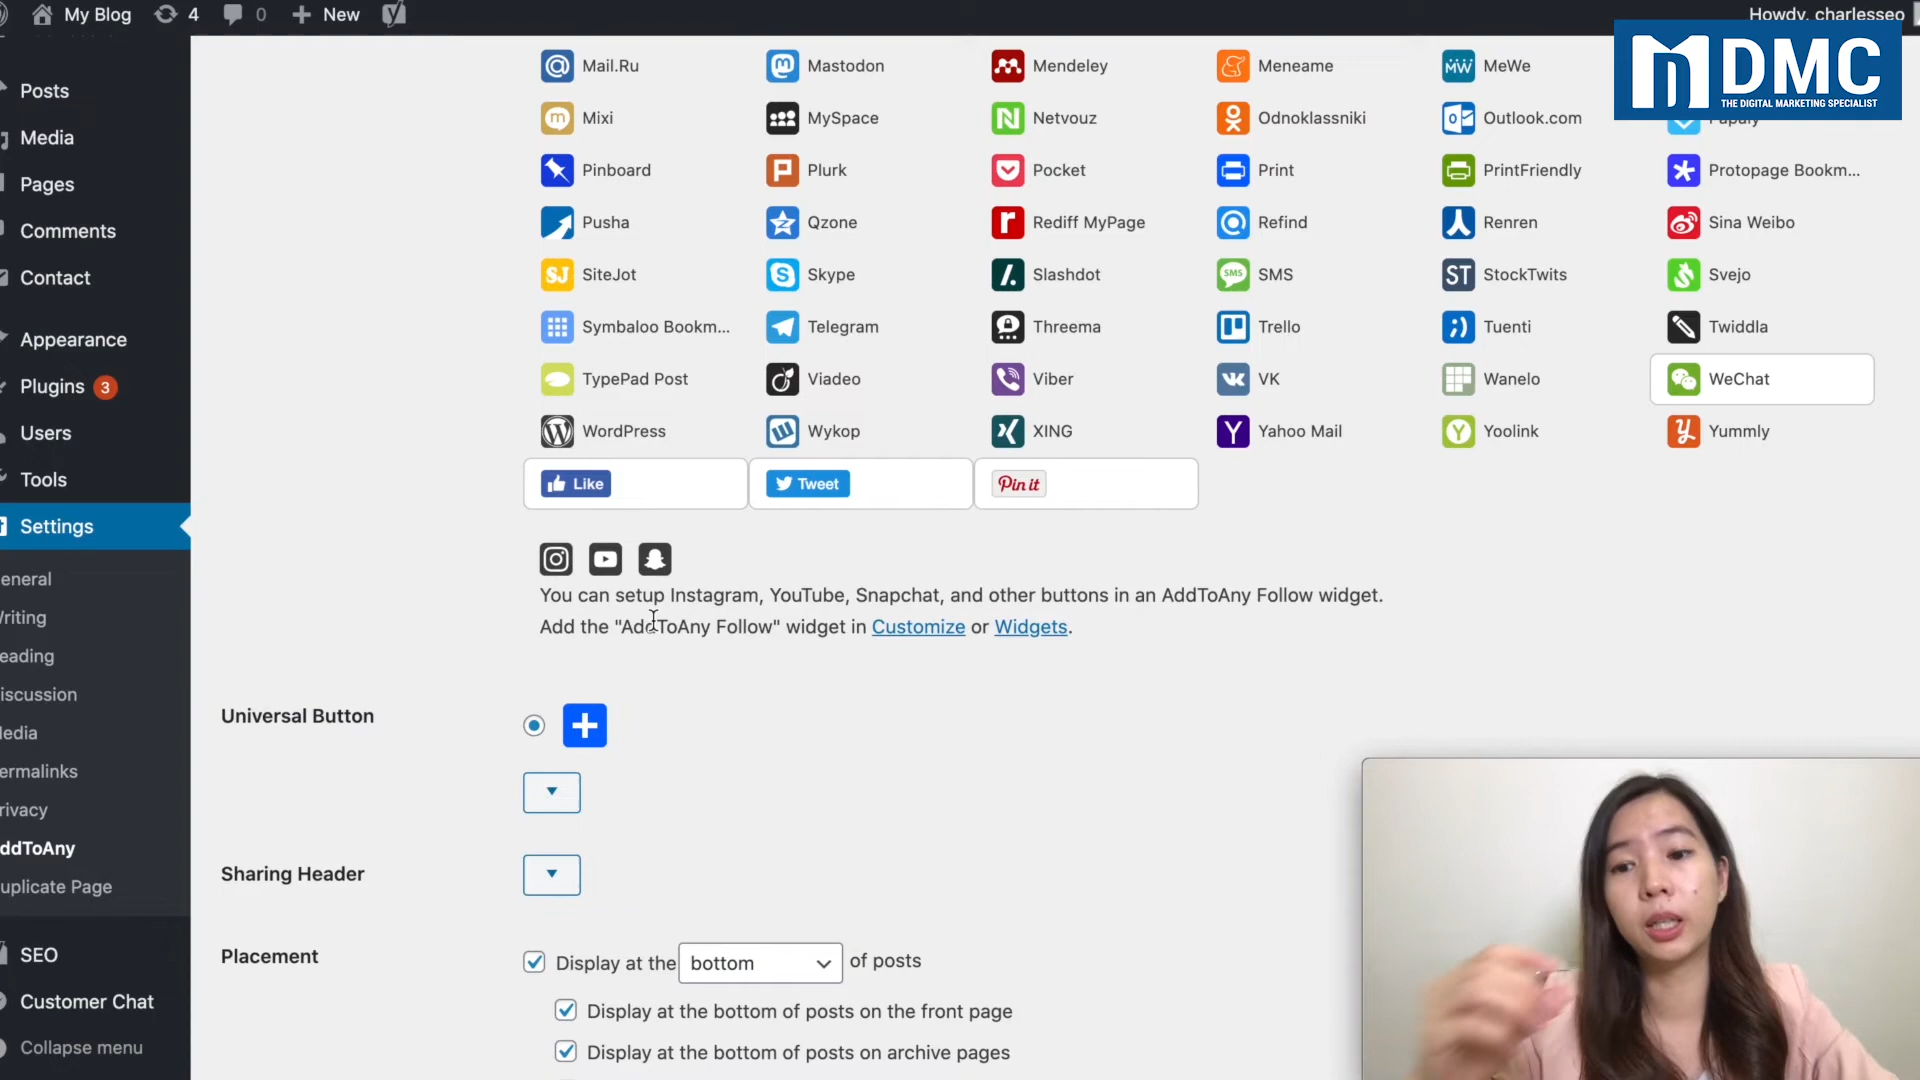 My Blog 4 0 New
Howdy, charlesseo
DMC
THE DIGITAL MARKETING SPECIALIST
Posts
Media
Pages
Comments
Contact
Appearance
Plugins 3
Users
Tools
Settings
eneral
riting
eading
iscussion
edia
ermalinks
rivacy
ddToAny
uplicate Page
SEO
Customer Chat
Collapse menu
Mail.Ru Mastodon Mendeley Meneame MeWe
Mixi MySpace Netvouz Odnoklassniki Outlook.com Papaly
Pinboard Plurk Pocket Print PrintFriendly Protopage Bookm...
Pusha Qzone Rediff MyPage Refind Renren Sina Weibo
SiteJot Skype Slashdot SMS StockTwits Svejo
Symbaloo Bookm... Telegram Threema Trello Tuenti Twiddla
TypePad Post Viadeo Viber VK Wanelo WeChat
WordPress Wykop XING Yahoo Mail Yoolink Yummly
Like Tweet Pin it
You can setup Instagram, YouTube, Snapchat, and other buttons in an AddToAny Follow widget.
Add the "AddToAny Follow" widget in Customize or Widgets.
Universal Button
Sharing Header
Placement
Display at the bottom of posts
Display at the bottom of posts on the front page
Display at the bottom of posts on archive pages